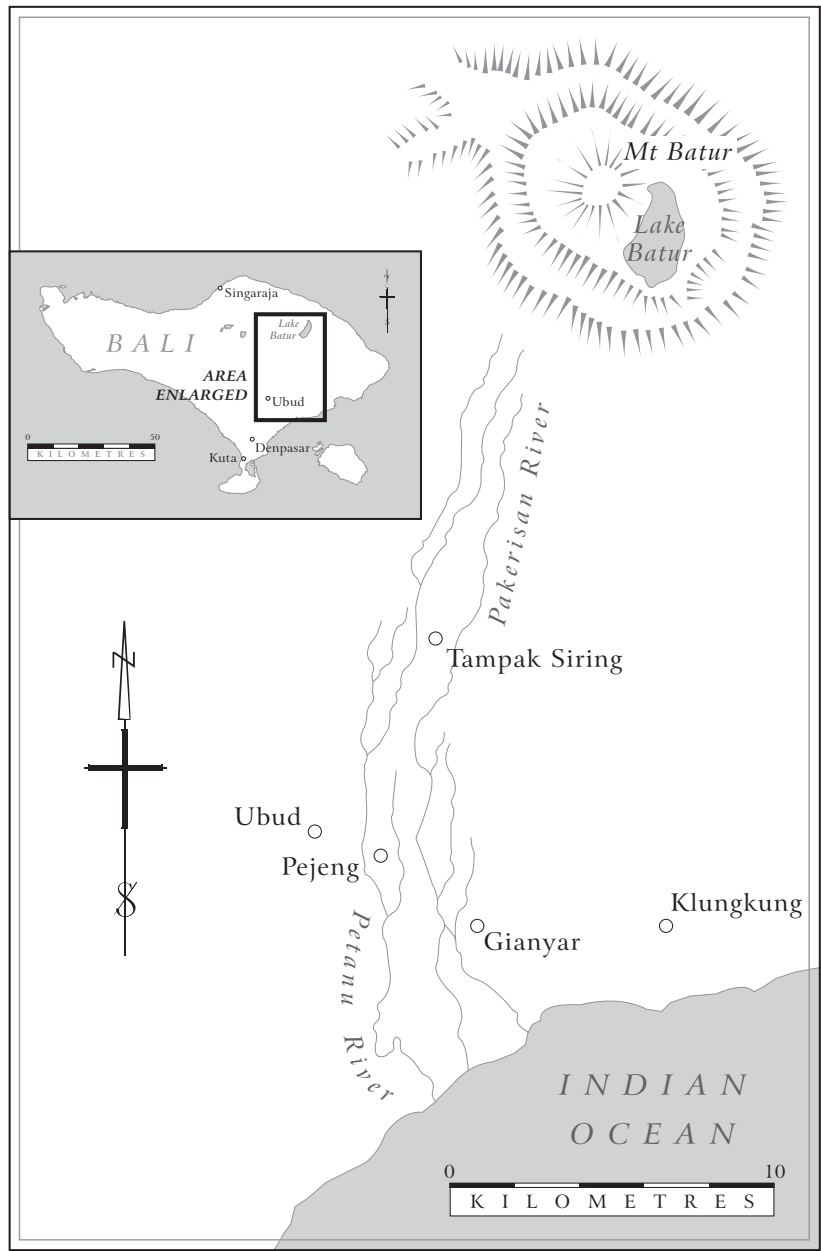 Mt Batur
Lake
Batur
N
S
Singaraja
BALI
Lake
Batur
AREA
ENLARGED
Ubud
0 50
KILOMETRES
Denpasar
Kuta
Pakerisan River
Tampak Siring
N
S
Ubud
Pejeng
Klungkung
Gianyar
Petanu River
INDIAN
OCEAN
0 10
KILOMETRES